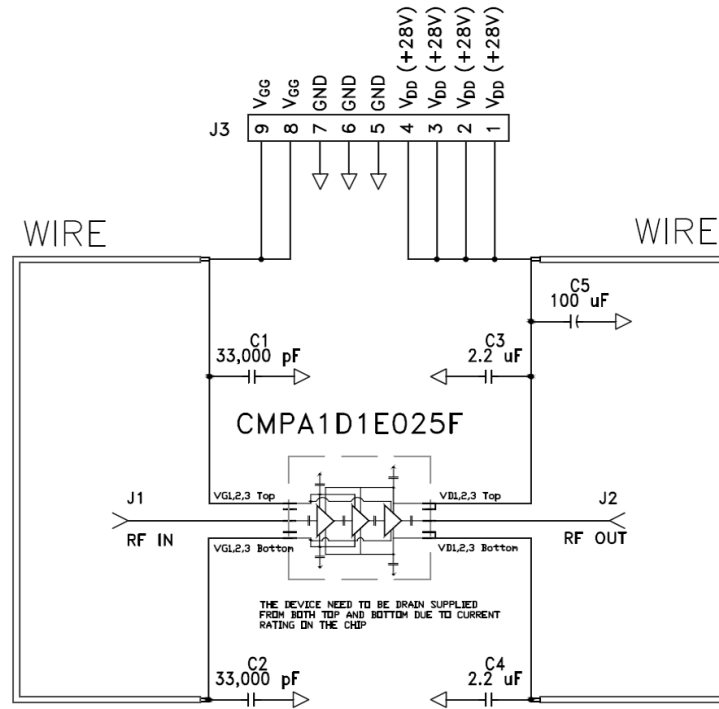 VGG
VGG
GND
GND
GND
VDD (+28V)
VDD (+28V)
VDD (+28V)
VDD (+28V)
J3
9 8 7 6 5 4 3 2 1
WIRE
WIRE
C5
100 uF
C1
33,000 pF
C3
2.2 uF
CMPA1D1E025F
VG1,2,3 Top
VD1,2,3 Top
J1
J2
RF IN
RF OUT
VG1,2,3 Bottom
VD1,2,3 Bottom
THE DEVICE NEED TO BE DRAIN SUPPLIED
FROM BOTH TOP AND BOTTOM DUE TO CURRENT
RATING ON THE CHIP
C2
33,000 pF
C4
2.2 uF